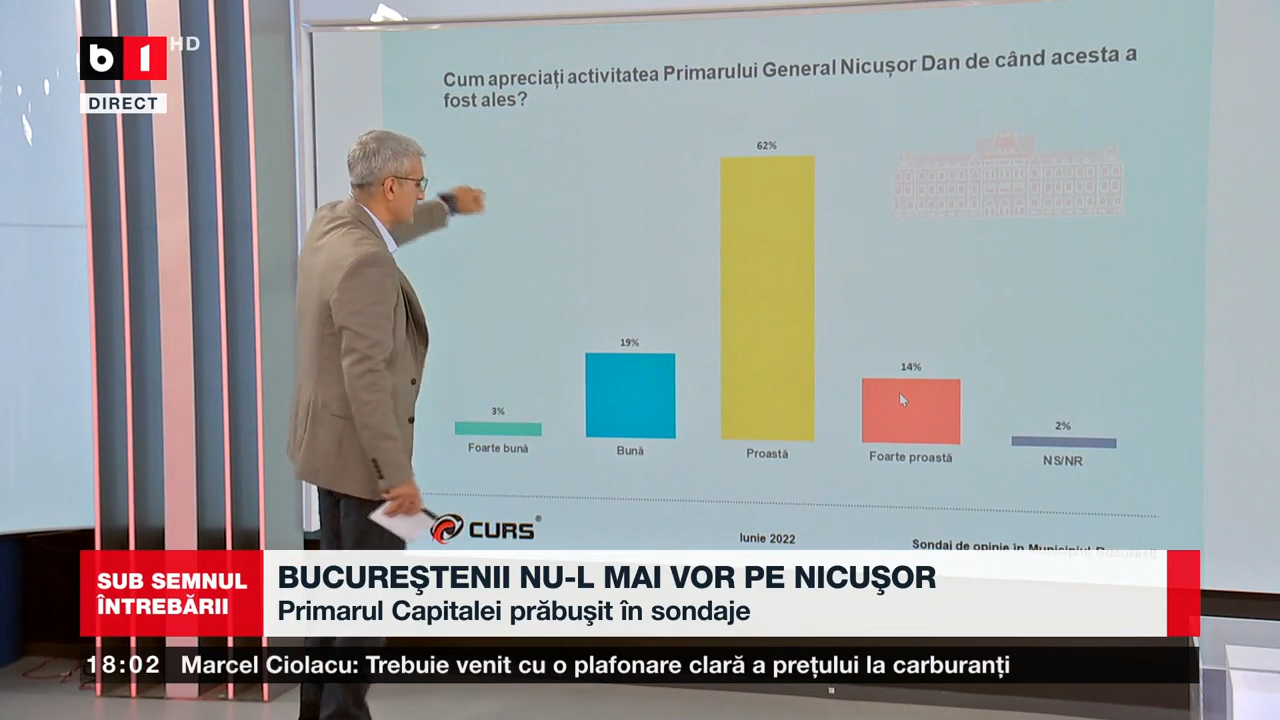 b1 HD
DIRECT
Cum apreciați activitatea Primarului General Nicușor Dan de când acesta a
fost ales?
62%
19%
14%
3%
2%
Foarte bună
Bună
Proastă
Foarte proastă
NS/NR
CURS®
Iunie 2022
Sondaj de opinie în Municipiul București
SUB SEMNUL
ÎNTREBĂRII
BUCUREŞTENII NU-L MAI VOR PE NICUŞOR
Primarul Capitalei prăbuşit în sondaje
18:02 Marcel Ciolacu: Trebuie venit cu o plafonare clară a prețului la carburanți